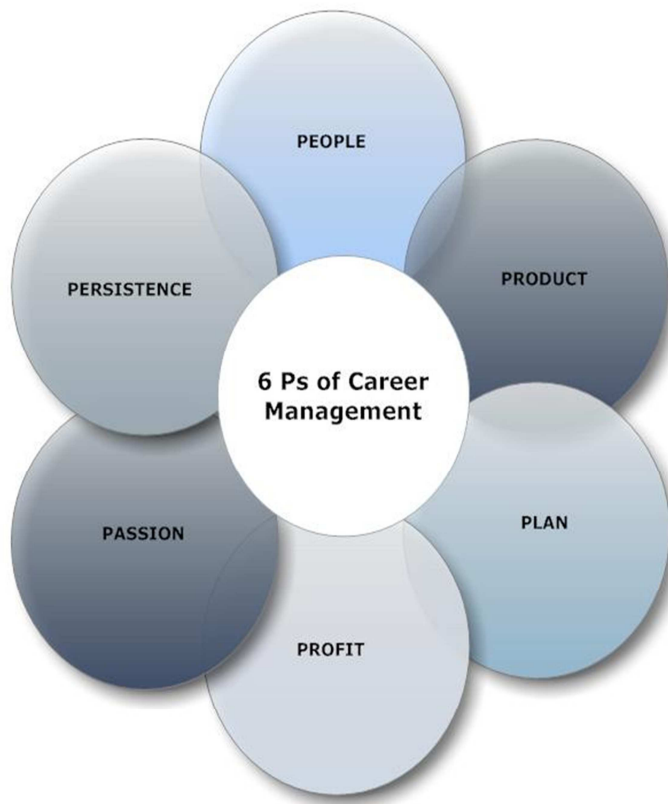 PEOPLE
PRODUCT
PERSISTENCE
6 Ps of Career
Management
PLAN
PASSION
PROFIT